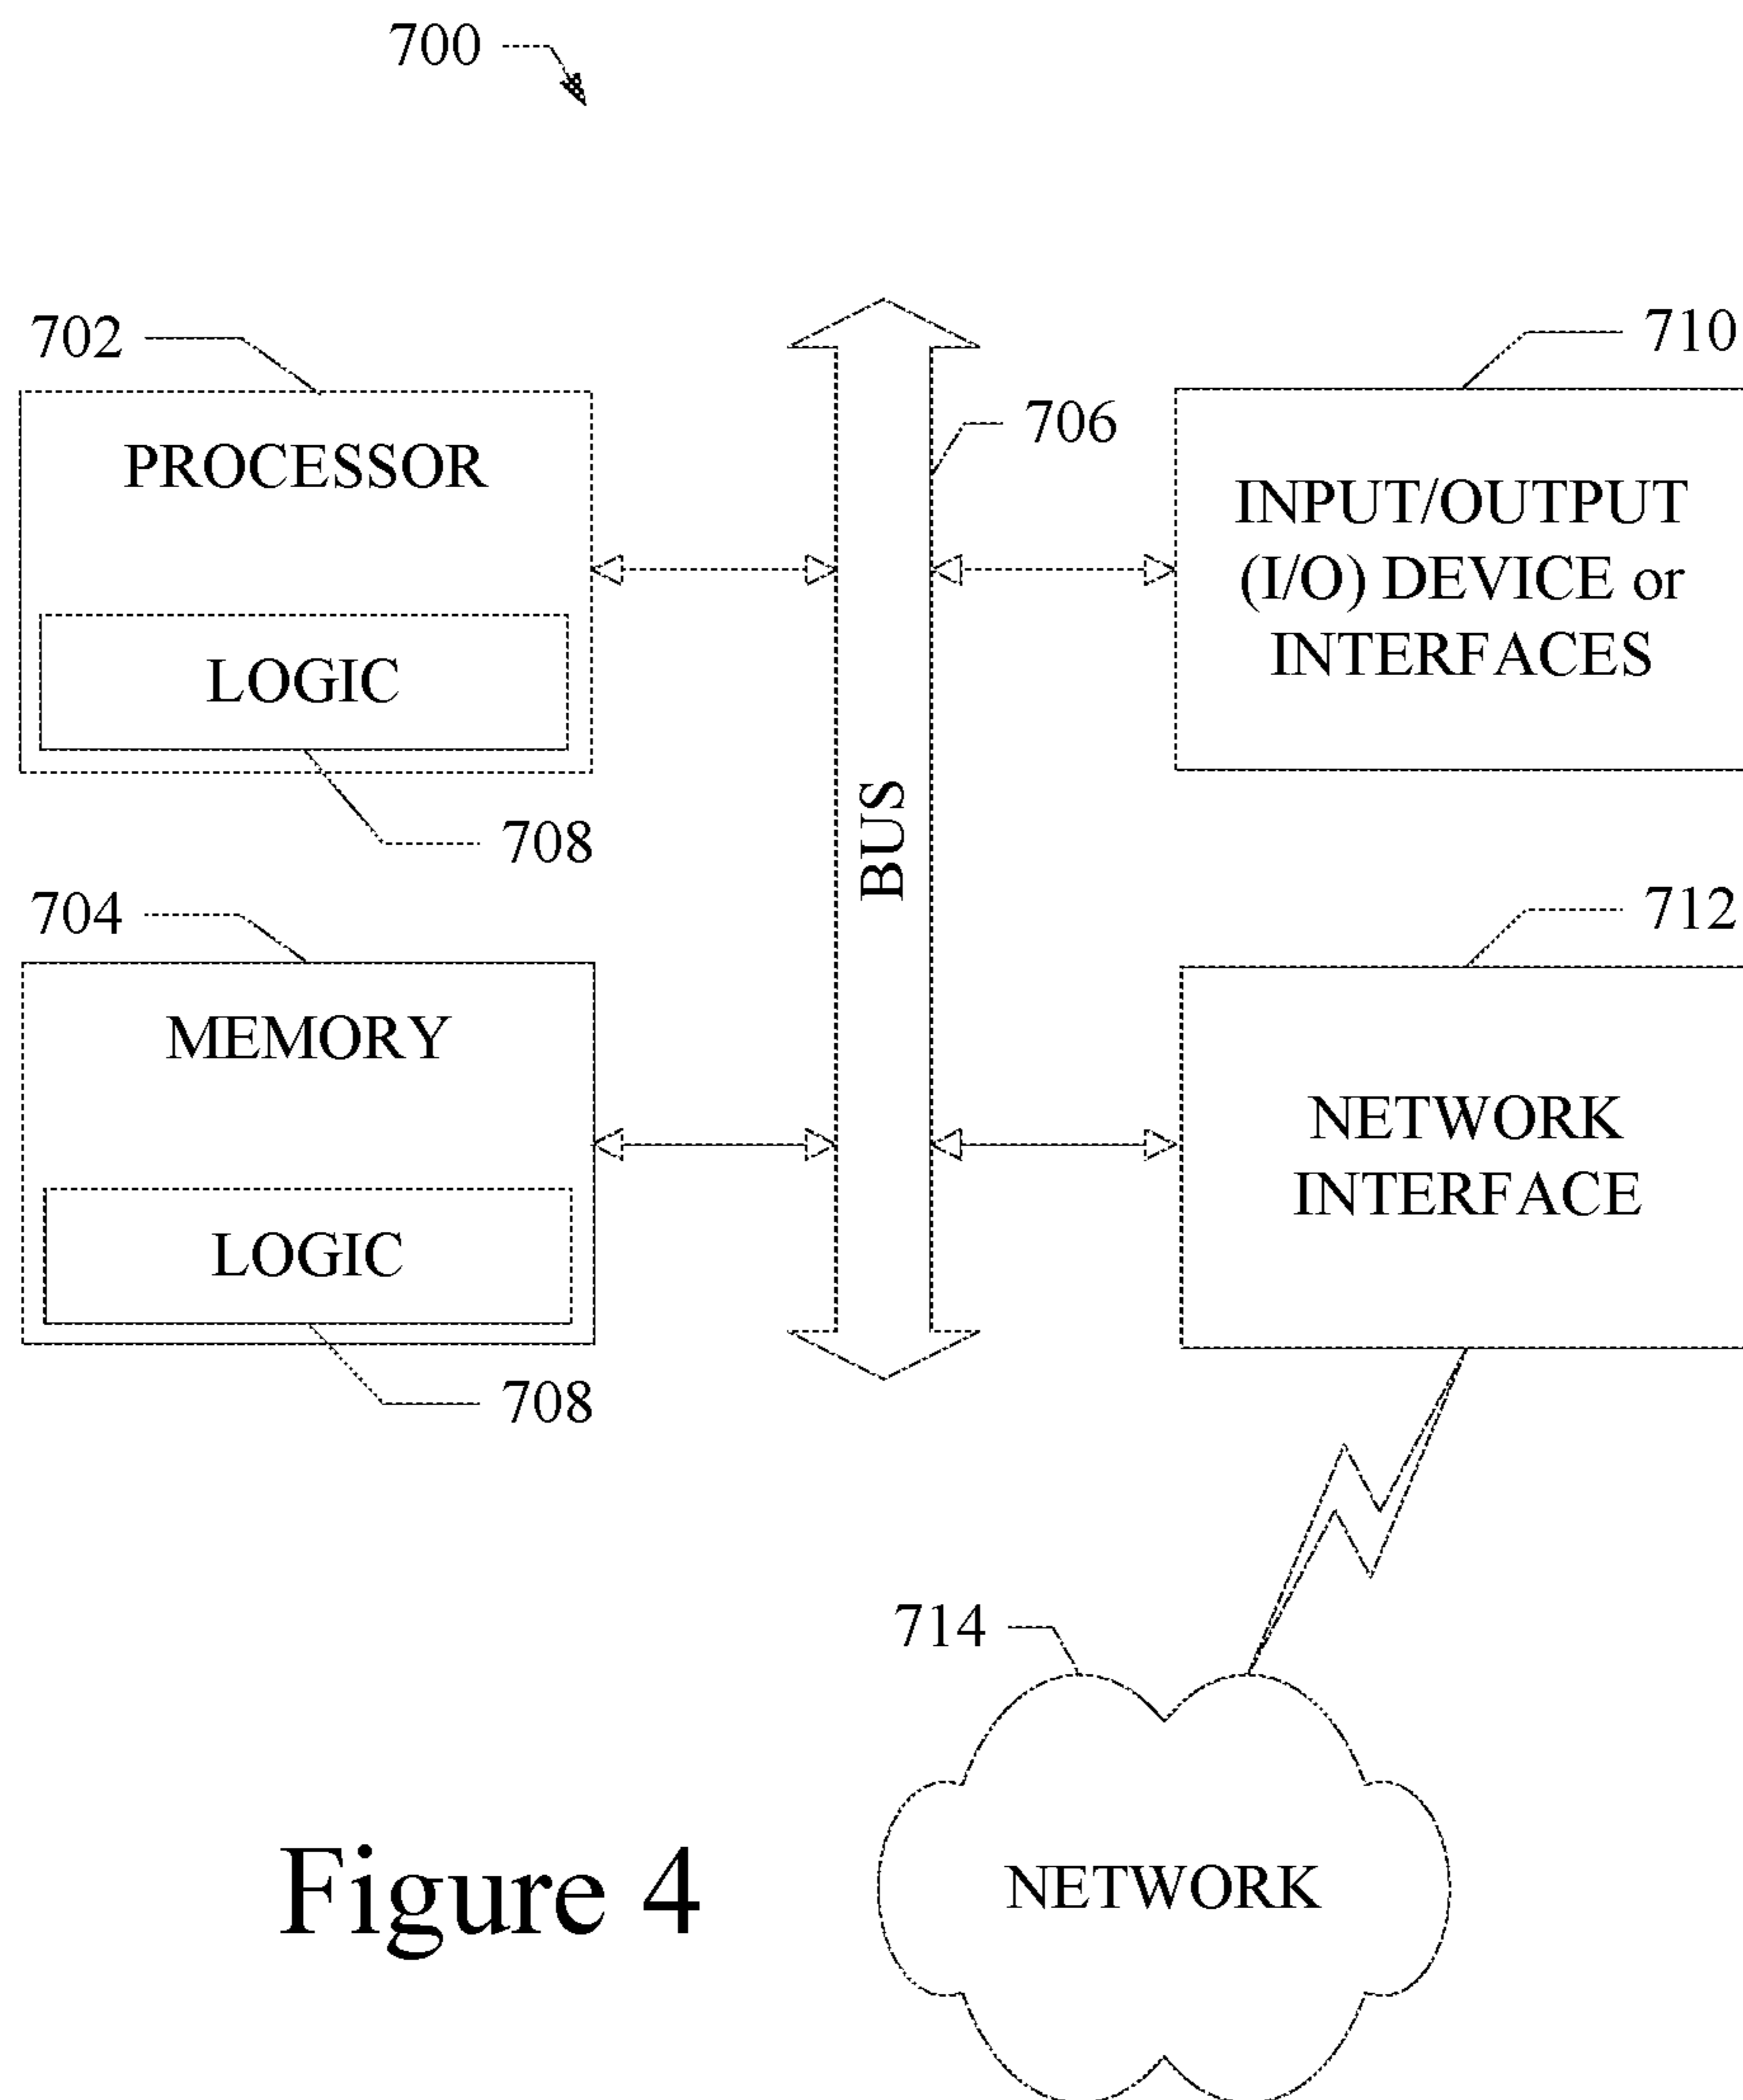 700
702
PROCESSOR
LOGIC
708
704
MEMORY
LOGIC
708
706
BUS
710
INPUT/OUTPUT
(I/O) DEVICE or
INTERFACES
712
NETWORK
INTERFACE
714
NETWORK
Figure 4